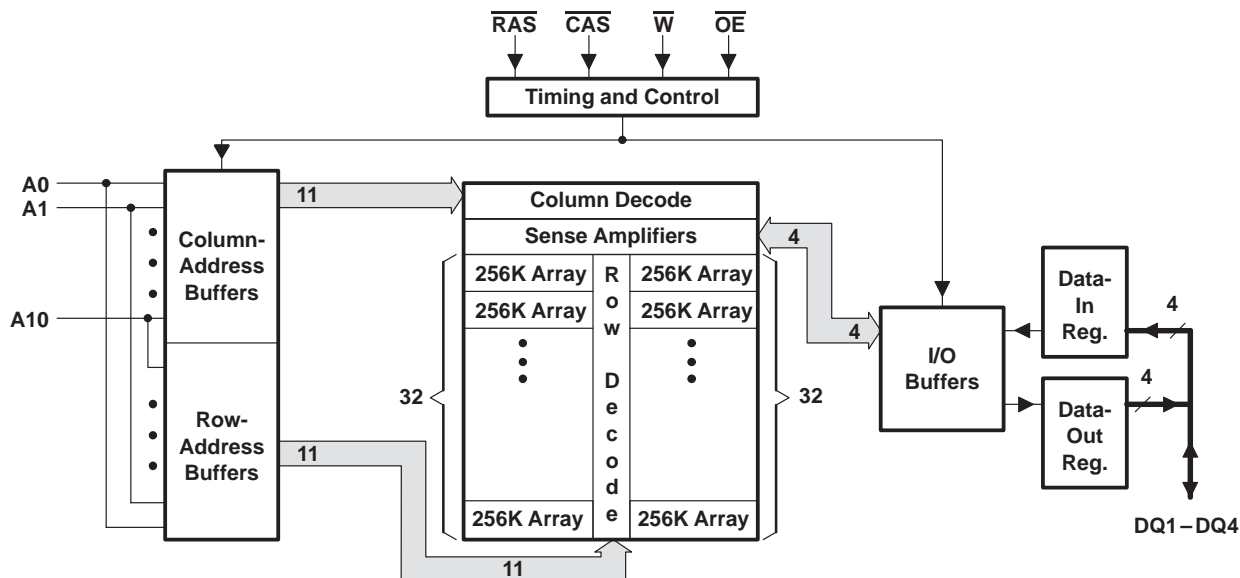 RAS CAS W OE
Timing and Control
A0
A1
A10
Column-
Address
Buffers
Row-
Address
Buffers
11
11
11
Column Decode
Sense Amplifiers
256K Array
256K Array
256K Array
256K Array
256K Array
256K Array
Row Decode
32
32
4
4
I/O
Buffers
Data-
In
Reg.
4
Data-
Out
Reg.
4
DQ1 – DQ4